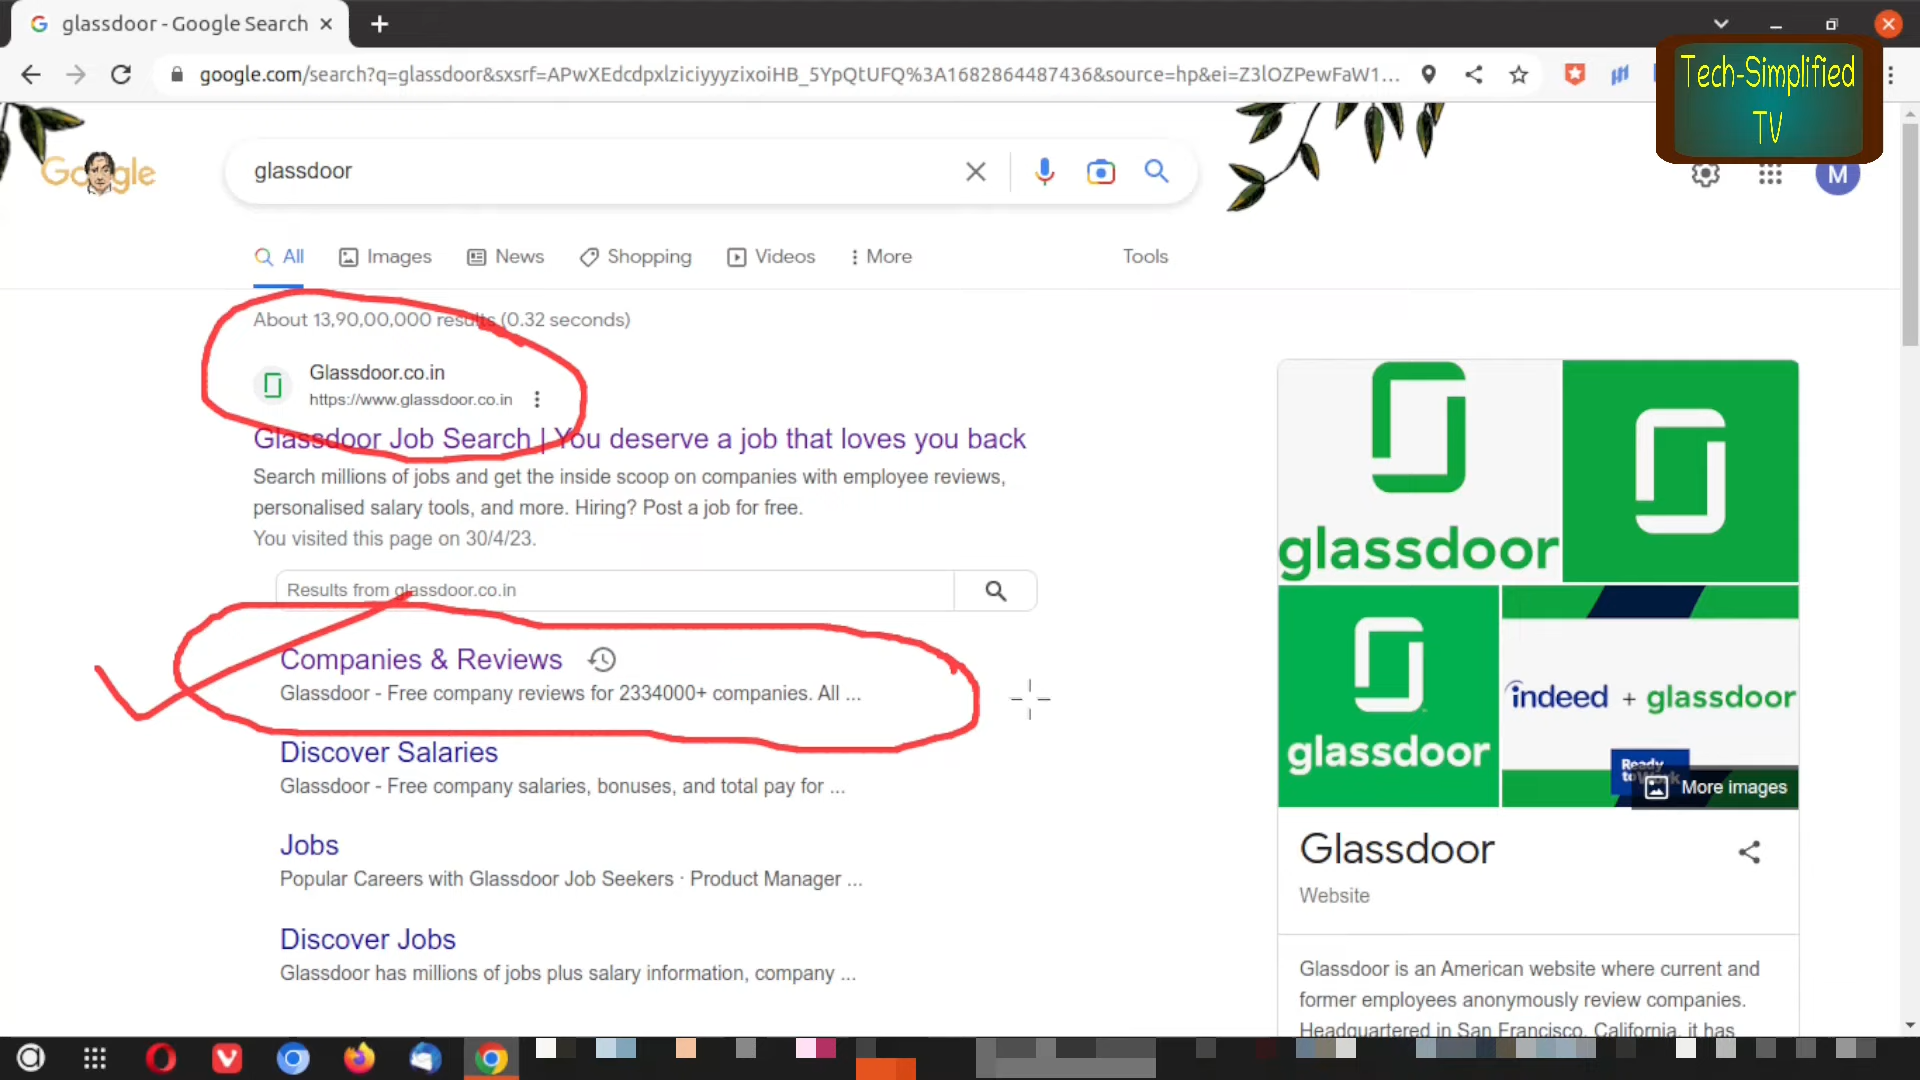 glassdoor - Google Search
google.com/search?q=glassdoor&sxsrf=APwXEdcdpxlziciyyyzixoiHB_5YpQtUFQ%3A1682864487436&source=hp&ei=Z3lOZPewFaW1...
Tech-Simplified
TV
Google
glassdoor
M
All
Images
News
Shopping
Videos
More
Tools
About 13,90,00,000 results (0.32 seconds)
Glassdoor.co.in
https://www.glassdoor.co.in
Glassdoor Job Search | You deserve a job that loves you back
Search millions of jobs and get the inside scoop on companies with employee reviews,
personalised salary tools, and more. Hiring? Post a job for free.
You visited this page on 30/4/23.
Results from glassdoor.co.in
Companies & Reviews
Glassdoor - Free company reviews for 2334000+ companies. All ...
Discover Salaries
Glassdoor - Free company salaries, bonuses, and total pay for ...
Jobs
Popular Careers with Glassdoor Job Seekers · Product Manager ...
Discover Jobs
Glassdoor has millions of jobs plus salary information, company ...
glassdoor
glassdoor
indeed + glassdoor
Ready
to Work
More images
Glassdoor
Website
Glassdoor is an American website where current and
former employees anonymously review companies.
Headquartered in San Francisco, California, it has